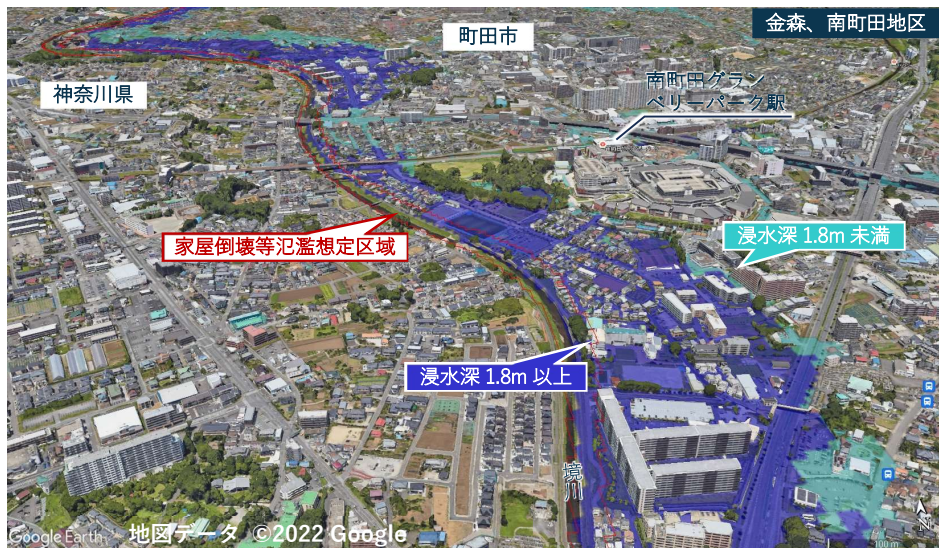 金森、南町田地区
町田市
神奈川県
南町田グラン
ベリーパーク駅
家屋倒壊等氾濫想定区域
浸水深 1.8m 未満
浸水深 1.8m 以上
境川
Google Earth
地図データ ©2022 Google
100 m